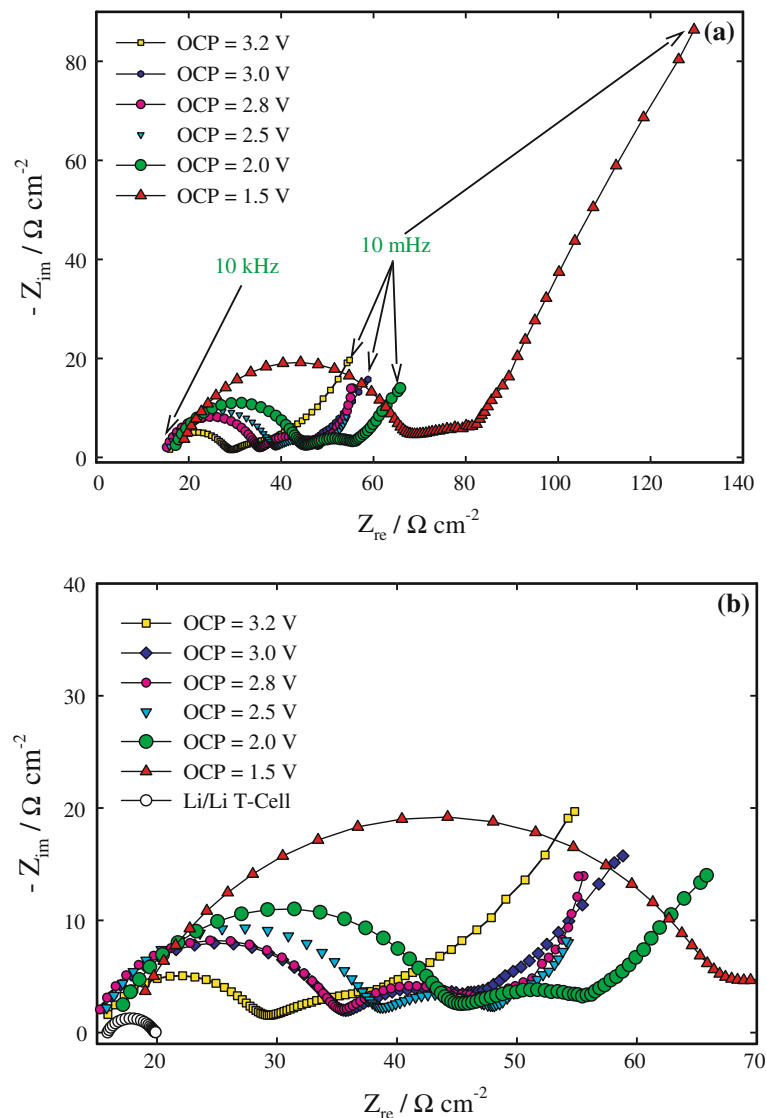 (a)
OCP = 3.2 V
OCP = 3.0 V
OCP = 2.8 V
OCP = 2.5 V
OCP = 2.0 V
OCP = 1.5 V
10 kHz
10 mHz
80
60
40
20
0
- Z_im / Ω cm^-2
0 20 40 60 80 100 120 140
Z_re / Ω cm^-2
(b)
OCP = 3.2 V
OCP = 3.0 V
OCP = 2.8 V
OCP = 2.5 V
OCP = 2.0 V
OCP = 1.5 V
Li/Li T-Cell
40
30
20
10
0
- Z_im / Ω cm^-2
20 30 40 50 60 70
Z_re / Ω cm^-2